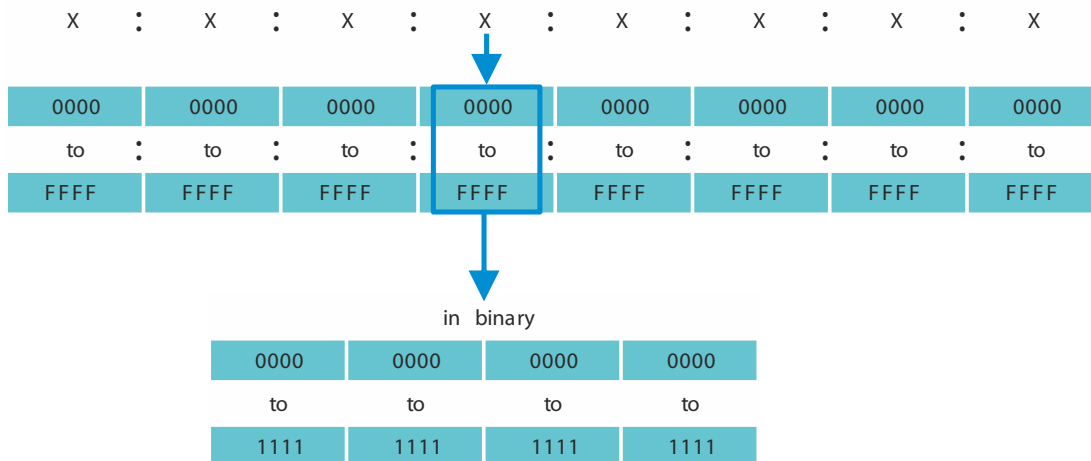 X : X : X : X : X : X : X : X
0000 0000 0000 0000 0000 0000 0000 0000
to : to : to : to : to : to : to : to
FFFF FFFF FFFF FFFF FFFF FFFF FFFF FFFF
in binary
0000 0000 0000 0000
to to to to
1111 1111 1111 1111